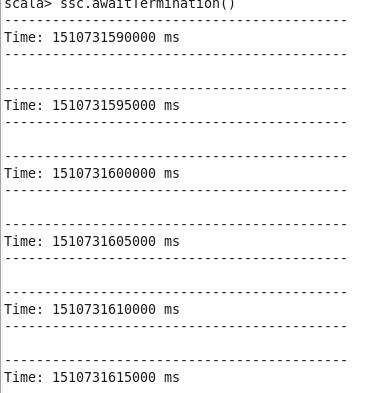 scala> ssc.awaitTermination()
-------------------------------------------
Time: 1510731590000 ms
-------------------------------------------
-------------------------------------------
Time: 1510731595000 ms
-------------------------------------------
-------------------------------------------
Time: 1510731600000 ms
-------------------------------------------
-------------------------------------------
Time: 1510731605000 ms
-------------------------------------------
-------------------------------------------
Time: 1510731610000 ms
-------------------------------------------
-------------------------------------------
Time: 1510731615000 ms